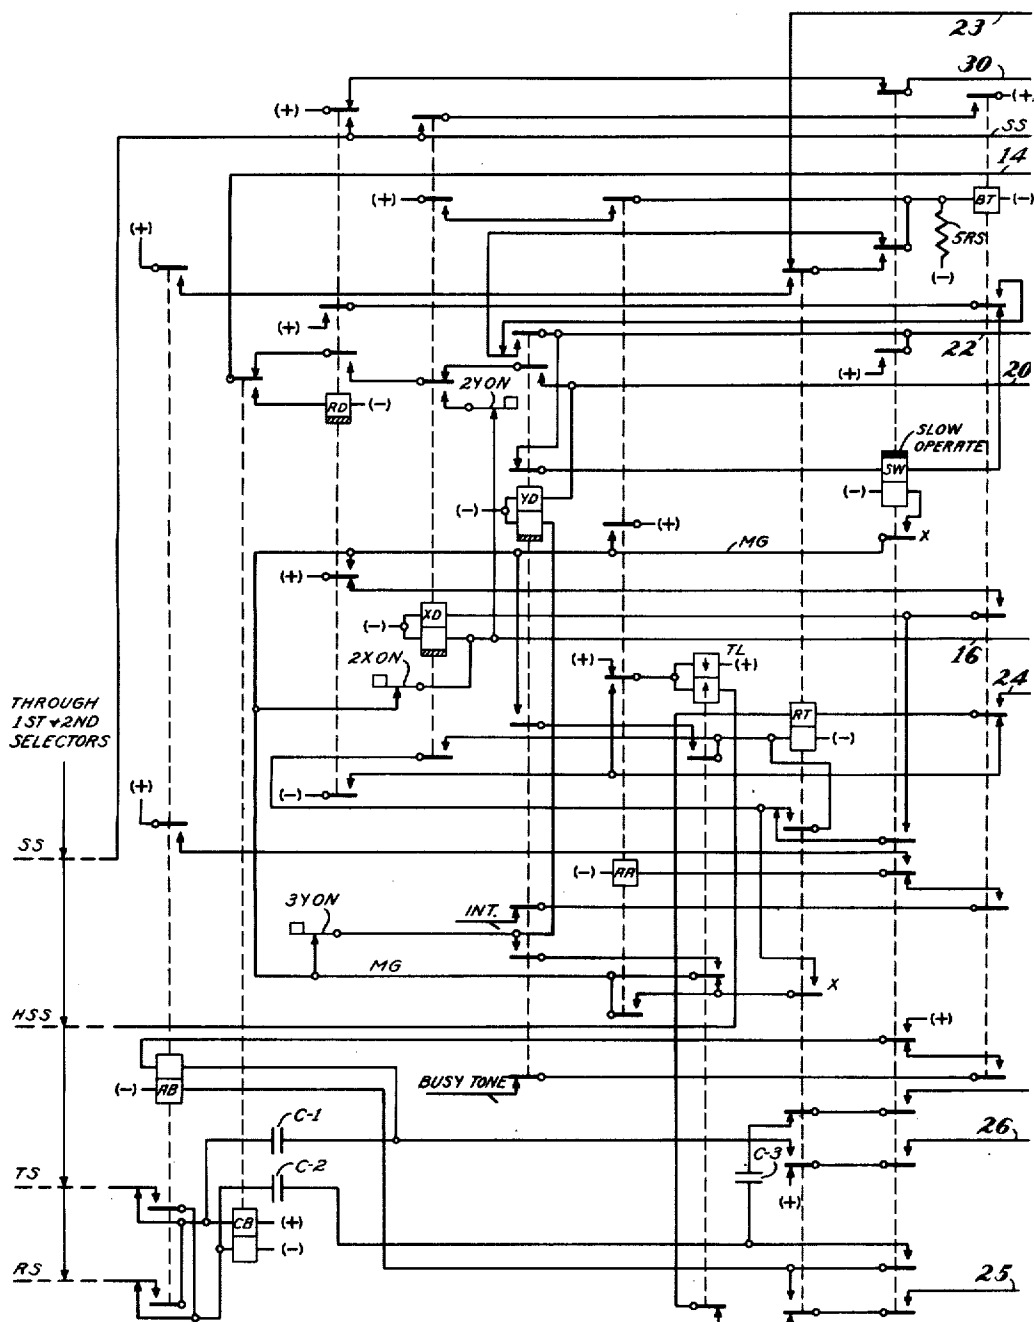 23
30
(+) (+)
SS
14
(+) BT (-)
(+)
5RS
(-)
(+)
22
(+)
20
2YON
RD (-)
SLOW
OPERATE
SW
YD
(-) (-)
(+)
X
MG
(+)
XD
(-)
16
2XON
(+) TL (+)
24
THROUGH
1ST & 2ND
SELECTORS
RT
(-)
(-)
(+)
SS
(-) RR
3YON
INT.
MG
X
HSS
(+)
(-) AB
BUSY TONE
C-1
26
C-2
C-3
TS
(+)
CB (+)
(-)
RS
25